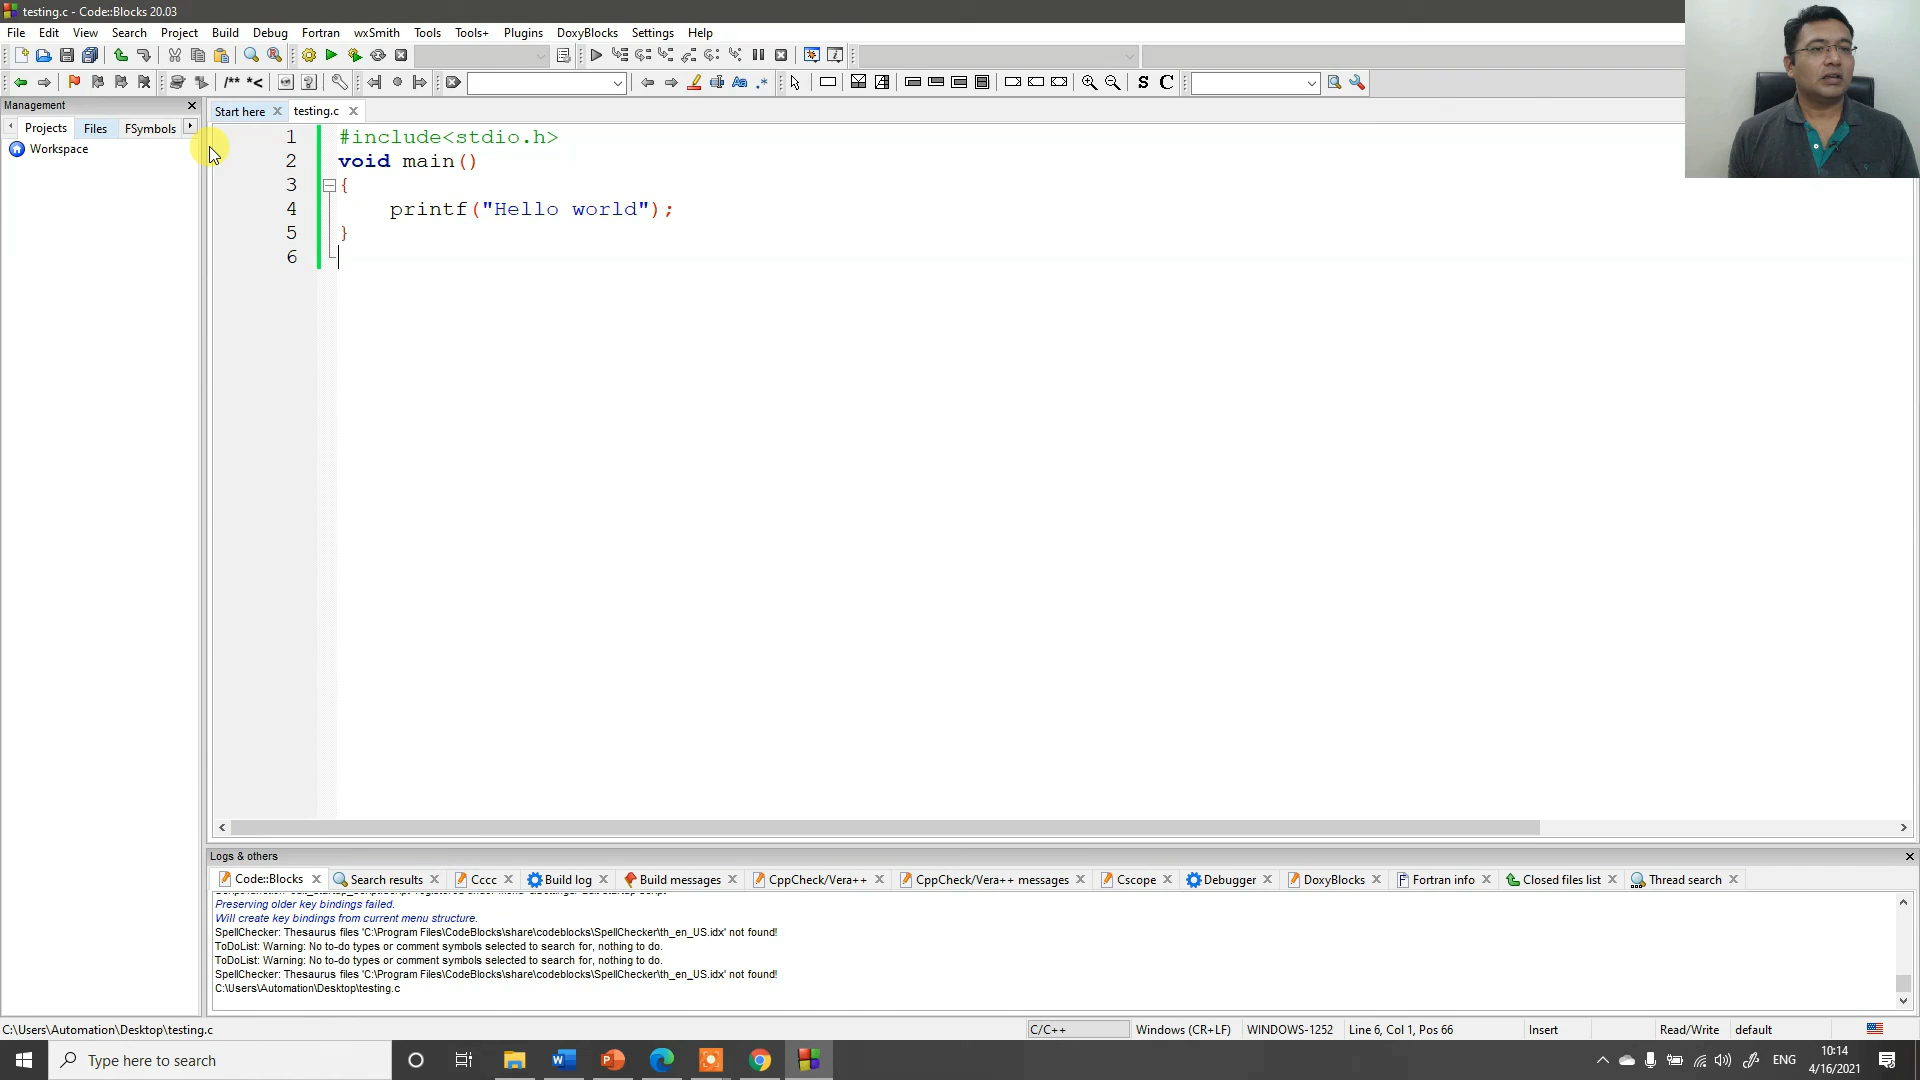 testing.c - Code::Blocks 20.03
File Edit View Search Project Build Debug Fortran wxSmith Tools Tools+ Plugins DoxyBlocks Settings Help
/** *< Aa .* S C
Management
Start here testing.c
Projects Files FSymbols
Workspace
1 #include<stdio.h>
2 void main()
3 {
4 printf("Hello world");
5 }
6
Logs & others
Code::Blocks Search results Cccc Build log Build messages CppCheck/Vera++ CppCheck/Vera++ messages Cscope Debugger DoxyBlocks Fortran info Closed files list Thread search
Preserving older key bindings failed.
Will create key bindings from current menu structure.
SpellChecker: Thesaurus files 'C:\Program Files\CodeBlocks\share\codeblocks\SpellChecker\th_en_US.idx' not found!
ToDoList: Warning: No to-do types or comment symbols selected to search for, nothing to do.
ToDoList: Warning: No to-do types or comment symbols selected to search for, nothing to do.
SpellChecker: Thesaurus files 'C:\Program Files\CodeBlocks\share\codeblocks\SpellChecker\th_en_US.idx' not found!
C:\Users\Automation\Desktop\testing.c
C:\Users\Automation\Desktop\testing.c C/C++ Windows (CR+LF) WINDOWS-1252 Line 6, Col 1, Pos 66 Insert Read/Write default
Type here to search
ENG
10:14
4/16/2021